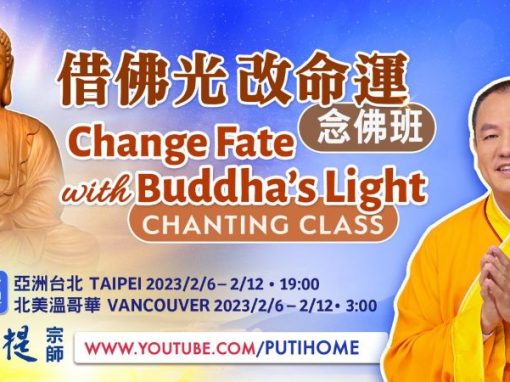 借佛光改命運
念佛班
Change Fate
with Buddha's Light
CHANTING CLASS
亞洲台北 TAIPEI 2023/2/6 – 2/12 · 19:00
北美溫哥華 VANCOUVER 2023/2/6 – 2/12 · 3:00
提 宗師
WWW.YOUTUBE.COM/PUTIHOME